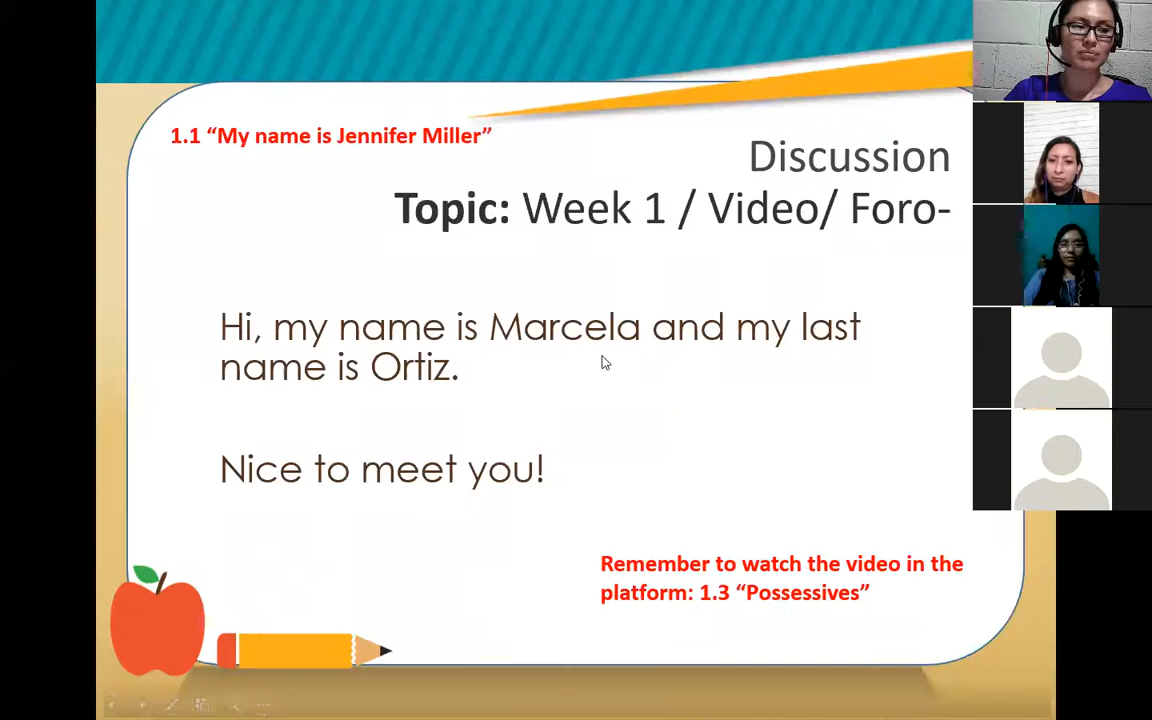 1.1 “My name is Jennifer Miller”
Discussion
Topic: Week 1 / Video/ Foro-
Hi, my name is Marcela and my last
name is Ortiz.
Nice to meet you!
Remember to watch the video in the
platform: 1.3 “Possessives”